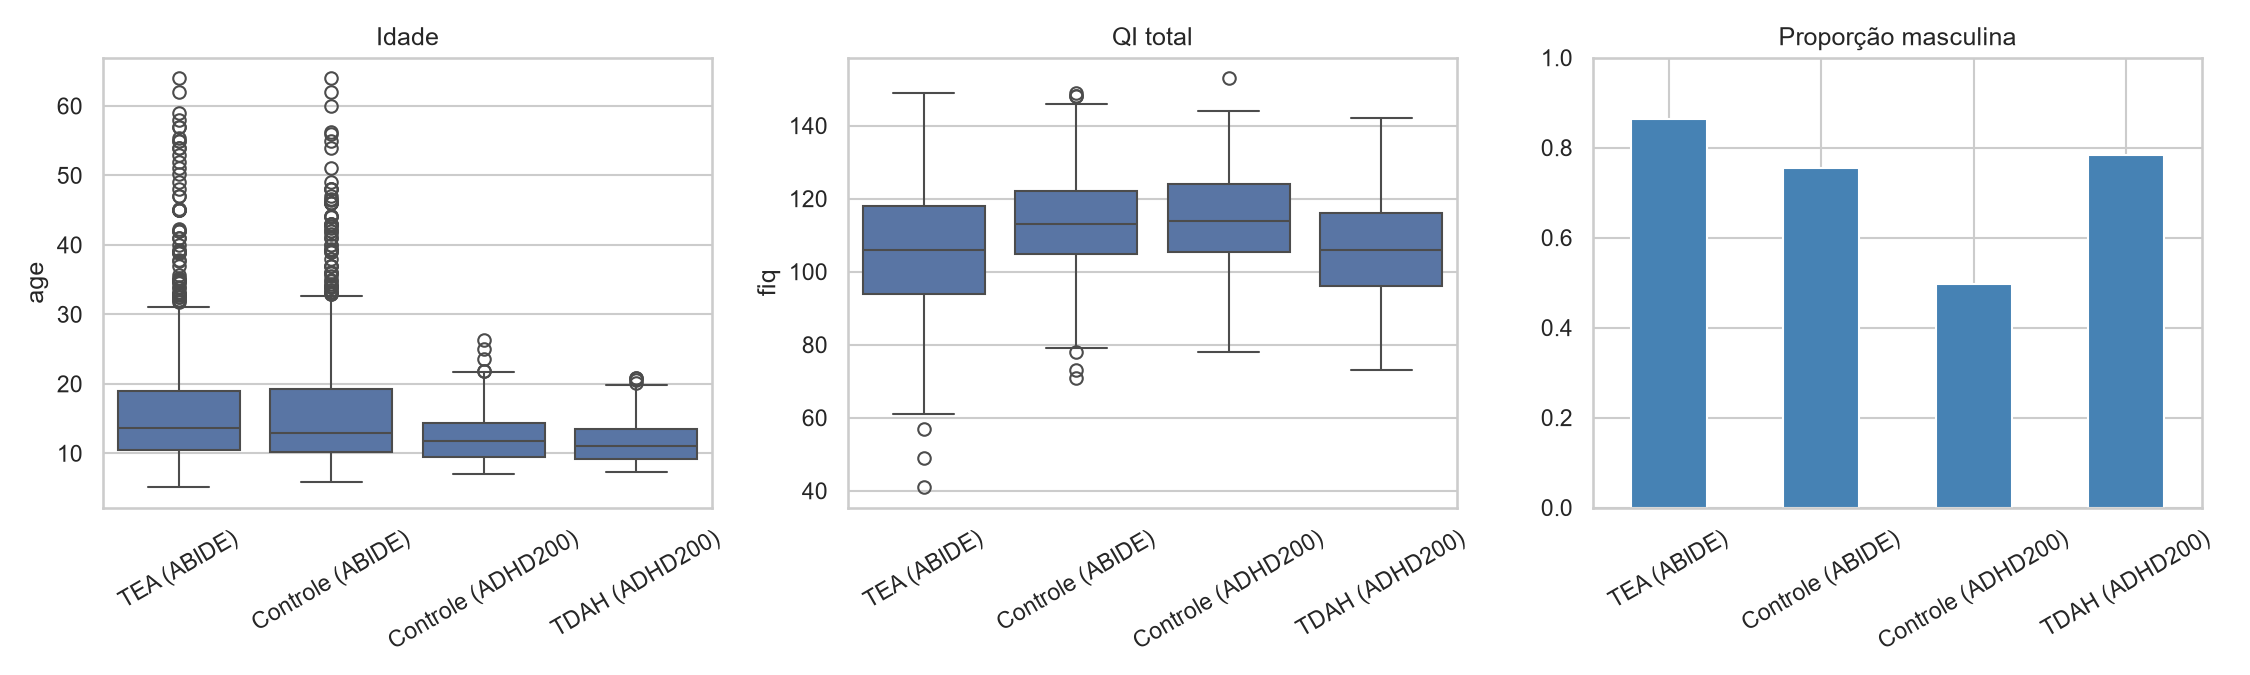 Idade
age
60
50
40
30
20
10
TEA (ABIDE)
Controle (ABIDE)
Controle (ADHD200)
TDAH (ADHD200)
QI total
fiq
140
120
100
80
60
40
TEA (ABIDE)
Controle (ABIDE)
Controle (ADHD200)
TDAH (ADHD200)
Proporção masculina
1.0
0.8
0.6
0.4
0.2
0.0
TEA (ABIDE)
Controle (ABIDE)
Controle (ADHD200)
TDAH (ADHD200)